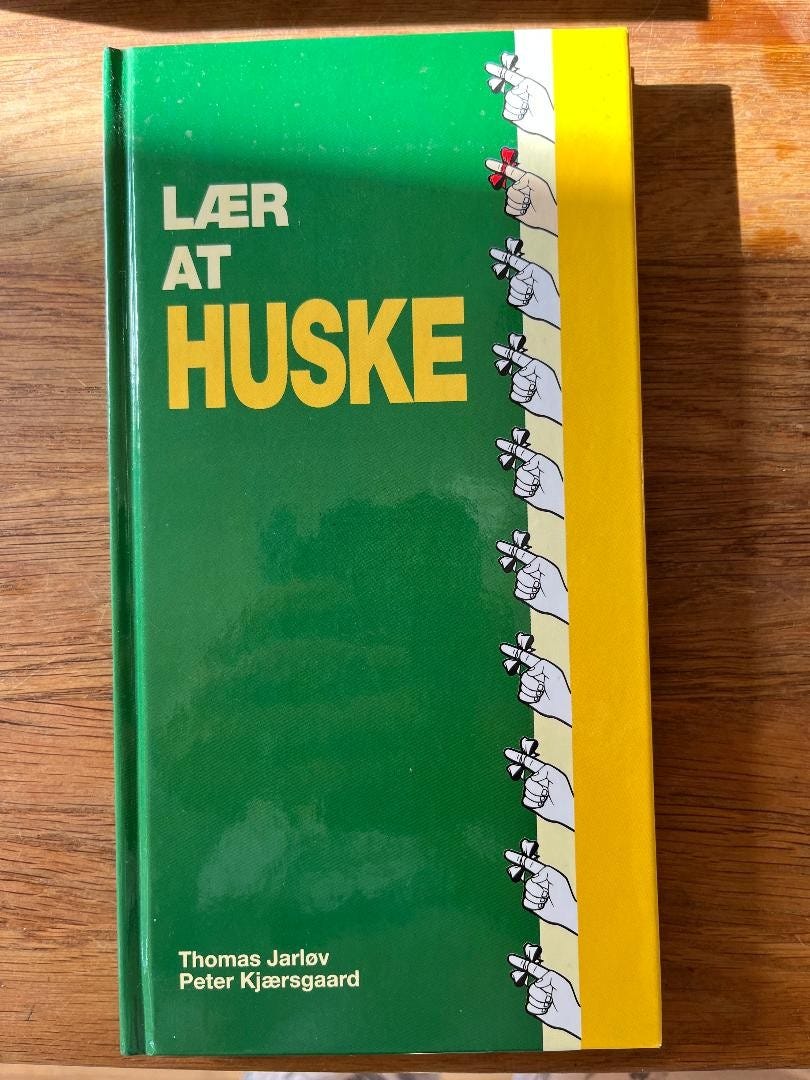 LÆR
AT
HUSKE
Thomas Jarløv
Peter Kjærsgaard